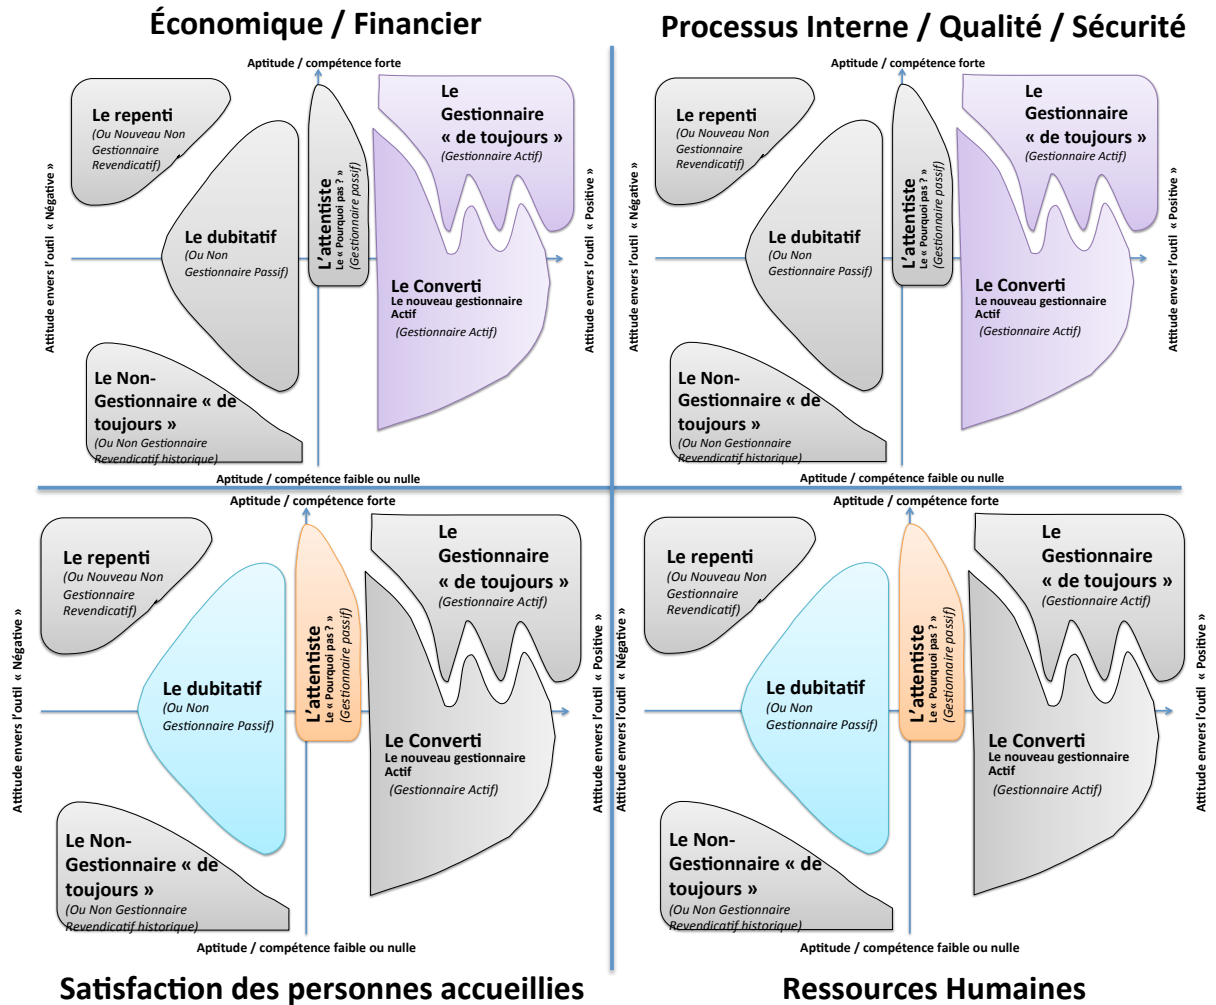 Économique / Financier
Aptitude / compétence forte
Attitude envers l'outil « Négative »
Le repenti
(Ou Nouveau Non
Gestionnaire
Revendicatif)
Le dubitatif
(Ou Non
Gestionnaire Passif)
L'attentiste
Le « Pourquoi pas ? »
(Gestionnaire passif)
Le
Gestionnaire
« de toujours »
(Gestionnaire Actif)
Le Converti
Le nouveau gestionnaire
Actif
(Gestionnaire Actif)
Le Non-
Gestionnaire « de
toujours »
(Ou Non Gestionnaire
Revendicatif historique)
Attitude envers l'outil « Positive »
Aptitude / compétence faible ou nulle
Processus Interne / Qualité / Sécurité
Aptitude / compétence forte
Attitude envers l'outil « Négative »
Le repenti
(Ou Nouveau Non
Gestionnaire
Revendicatif)
Le dubitatif
(Ou Non
Gestionnaire Passif)
L'attentiste
Le « Pourquoi pas ? »
(Gestionnaire passif)
Le
Gestionnaire
« de toujours »
(Gestionnaire Actif)
Le Converti
Le nouveau gestionnaire
Actif
(Gestionnaire Actif)
Le Non-
Gestionnaire « de
toujours »
(Ou Non Gestionnaire
Revendicatif historique)
Attitude envers l'outil « Positive »
Aptitude / compétence faible ou nulle
Aptitude / compétence forte
Attitude envers l'outil « Négative »
Le repenti
(Ou Nouveau Non
Gestionnaire
Revendicatif)
Le dubitatif
(Ou Non
Gestionnaire Passif)
L'attentiste
Le « Pourquoi pas ? »
(Gestionnaire passif)
Le
Gestionnaire
« de toujours »
(Gestionnaire Actif)
Le Converti
Le nouveau gestionnaire
Actif
(Gestionnaire Actif)
Le Non-
Gestionnaire « de
toujours »
(Ou Non Gestionnaire
Revendicatif historique)
Attitude envers l'outil « Positive »
Aptitude / compétence faible ou nulle
Satisfaction des personnes accueillies
Aptitude / compétence forte
Attitude envers l'outil « Négative »
Le repenti
(Ou Nouveau Non
Gestionnaire
Revendicatif)
Le dubitatif
(Ou Non
Gestionnaire Passif)
L'attentiste
Le « Pourquoi pas ? »
(Gestionnaire passif)
Le
Gestionnaire
« de toujours »
(Gestionnaire Actif)
Le Converti
Le nouveau gestionnaire
Actif
(Gestionnaire Actif)
Le Non-
Gestionnaire « de
toujours »
(Ou Non Gestionnaire
Revendicatif historique)
Attitude envers l'outil « Positive »
Aptitude / compétence faible ou nulle
Ressources Humaines